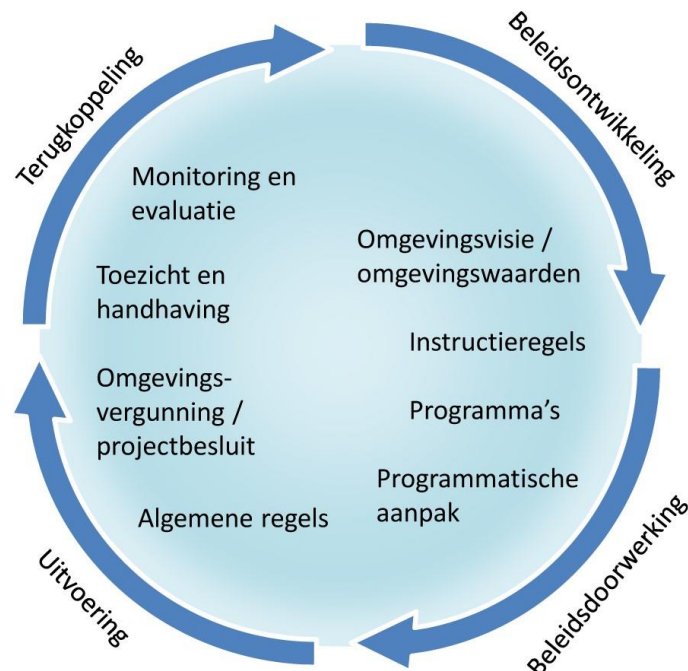 Beleidsontwikkeling
Omgevingsvisie /
omgevingswaarden
Instructieregels
Programma's
Programmatische
aanpak
Beleidsdoorwerking
Uitvoering
Algemene regels
Omgevings-
vergunning /
projectbesluit
Toezicht en
handhaving
Monitoring en
evaluatie
Terugkoppeling